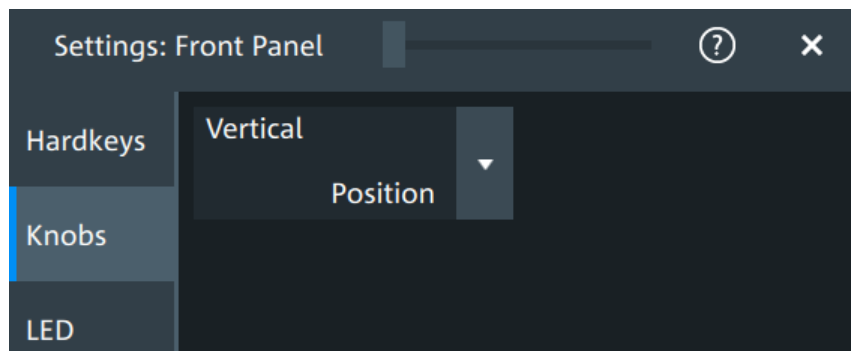 Settings: Front Panel
Hardkeys
Vertical
Position
Knobs
LED